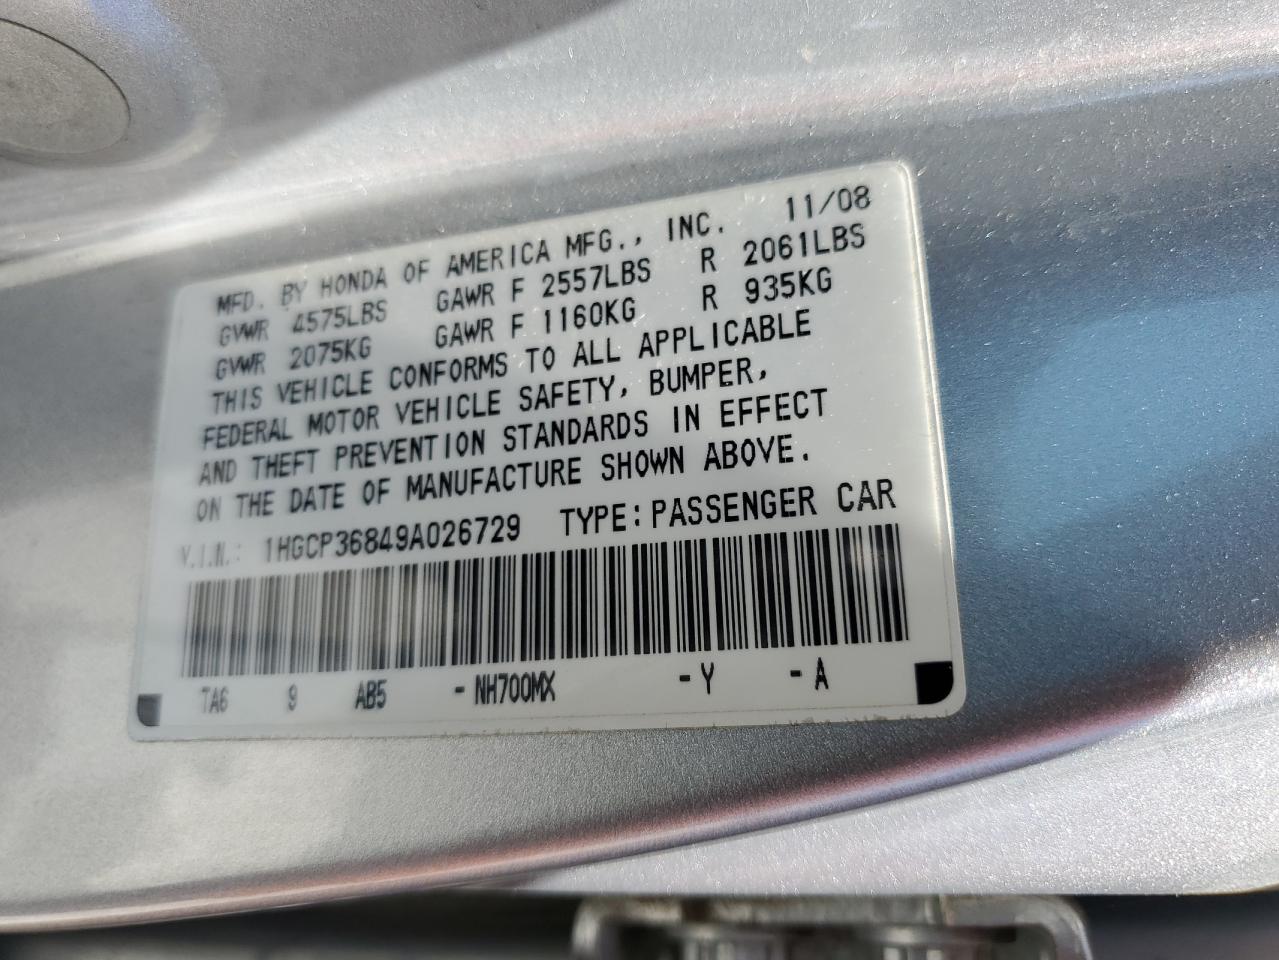 MFD. BY HONDA OF AMERICA MFG., INC. 11/08
GVWR 4575LBS GAWR F 2557LBS R 2061LBS
GVWR 2075KG GAWR F 1160KG R 935KG
THIS VEHICLE CONFORMS TO ALL APPLICABLE
FEDERAL MOTOR VEHICLE SAFETY, BUMPER,
AND THEFT PREVENTION STANDARDS IN EFFECT
ON THE DATE OF MANUFACTURE SHOWN ABOVE.
V.I.N.: 1HGCP36849A026729 TYPE: PASSENGER CAR
TA6 9 AB5 - NH700MX - Y - A